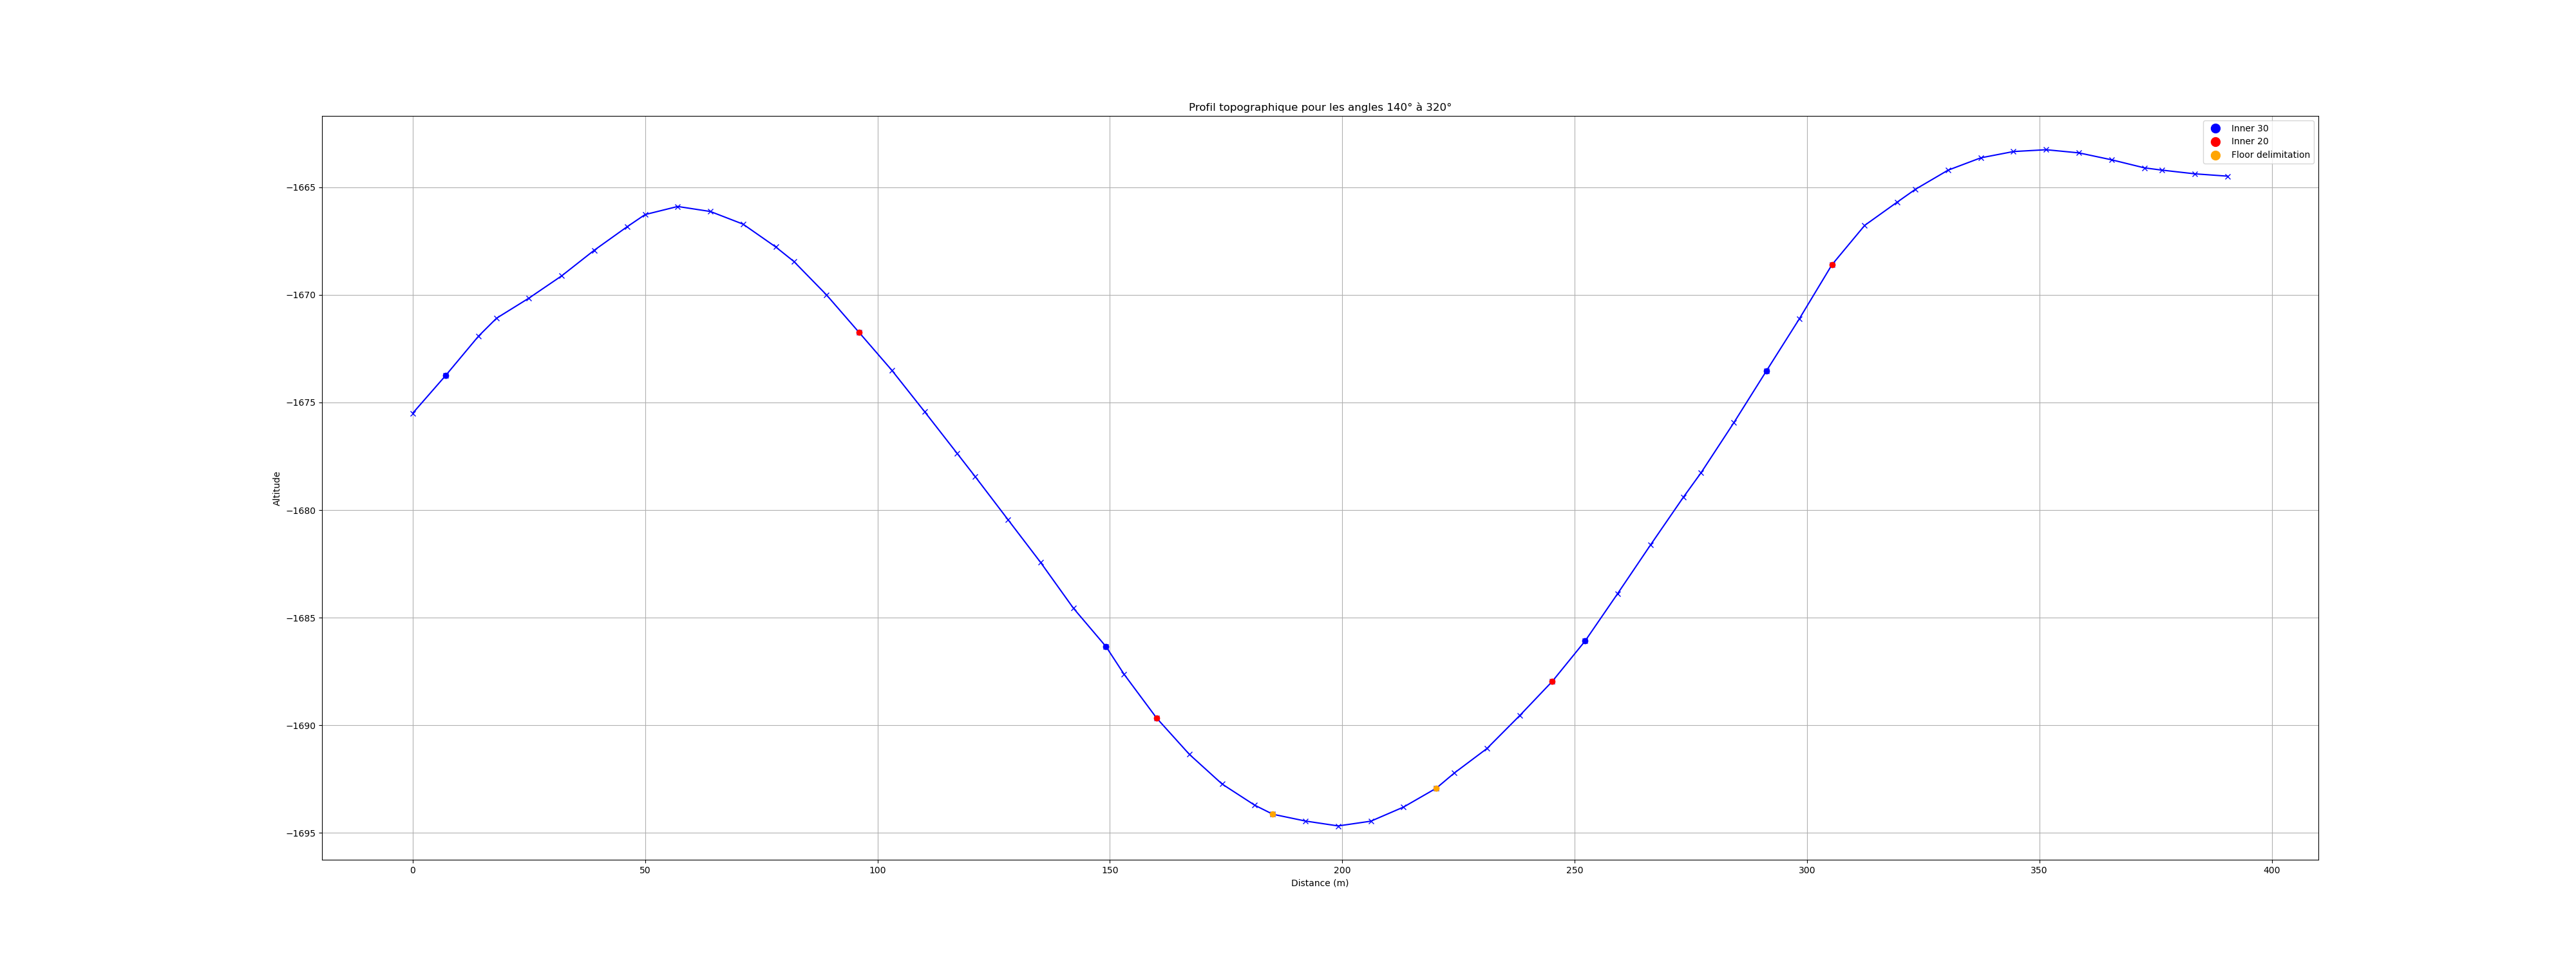 Profil topographique pour les angles 140° à 320°
Inner 30
Inner 20
Floor delimitation
Altitude
−1665
−1670
−1675
−1680
−1685
−1690
−1695
0 50 100 150 200 250 300 350 400
Distance (m)